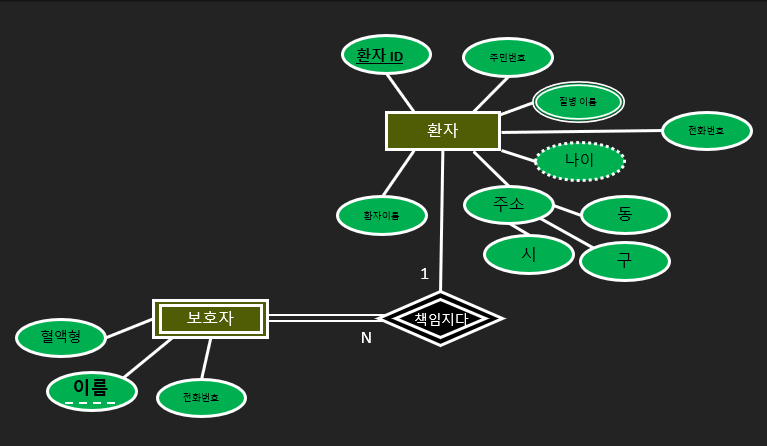 환자 ID
주민번호
질병 이름
환자
전화번호
나이
주소
환자이름
동
시
구
1
보호자
책임지다
혈액형
N
이름
전화번호